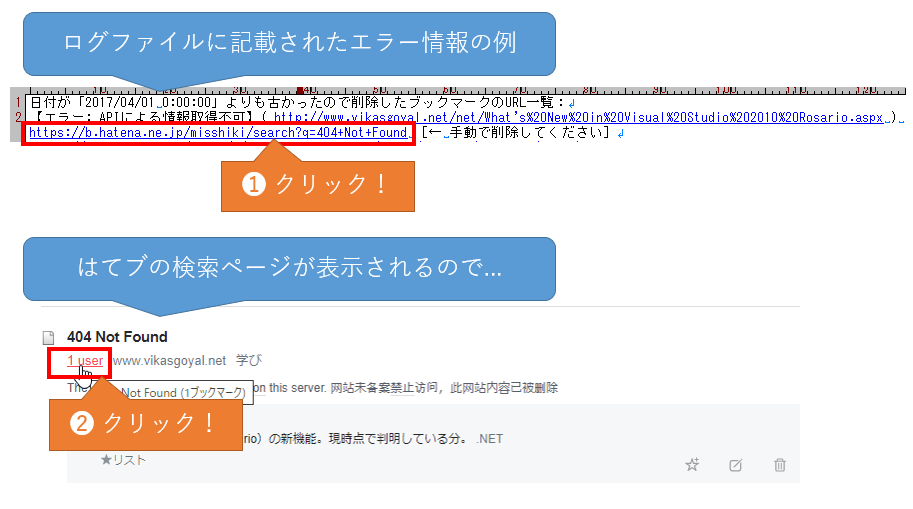 ログファイルに記載されたエラー情報の例
1 日付が「2017/04/01 0:00:00」よりも古かったので削除したブックマークのURL一覧：
2 【エラー: APIによる情報取得不可】( http://www.vikasgoyal.net/net/What's%20New%20in%20Visual%20Studio%202010%20Rosario.aspx )
https://b.hatena.ne.jp/misshiki/search?q=404+Not+Found [← 手動で削除してください]
❶ クリック！
はてブの検索ページが表示されるので...
404 Not Found
1 user www.vikasgoyal.net 学び
on this server. 网站未备案禁止访问，此网站内容已被删除
Not Found (1ブックマーク)
❷ クリック！
rio）の新機能。現時点で判明している分。 .NET
★リスト